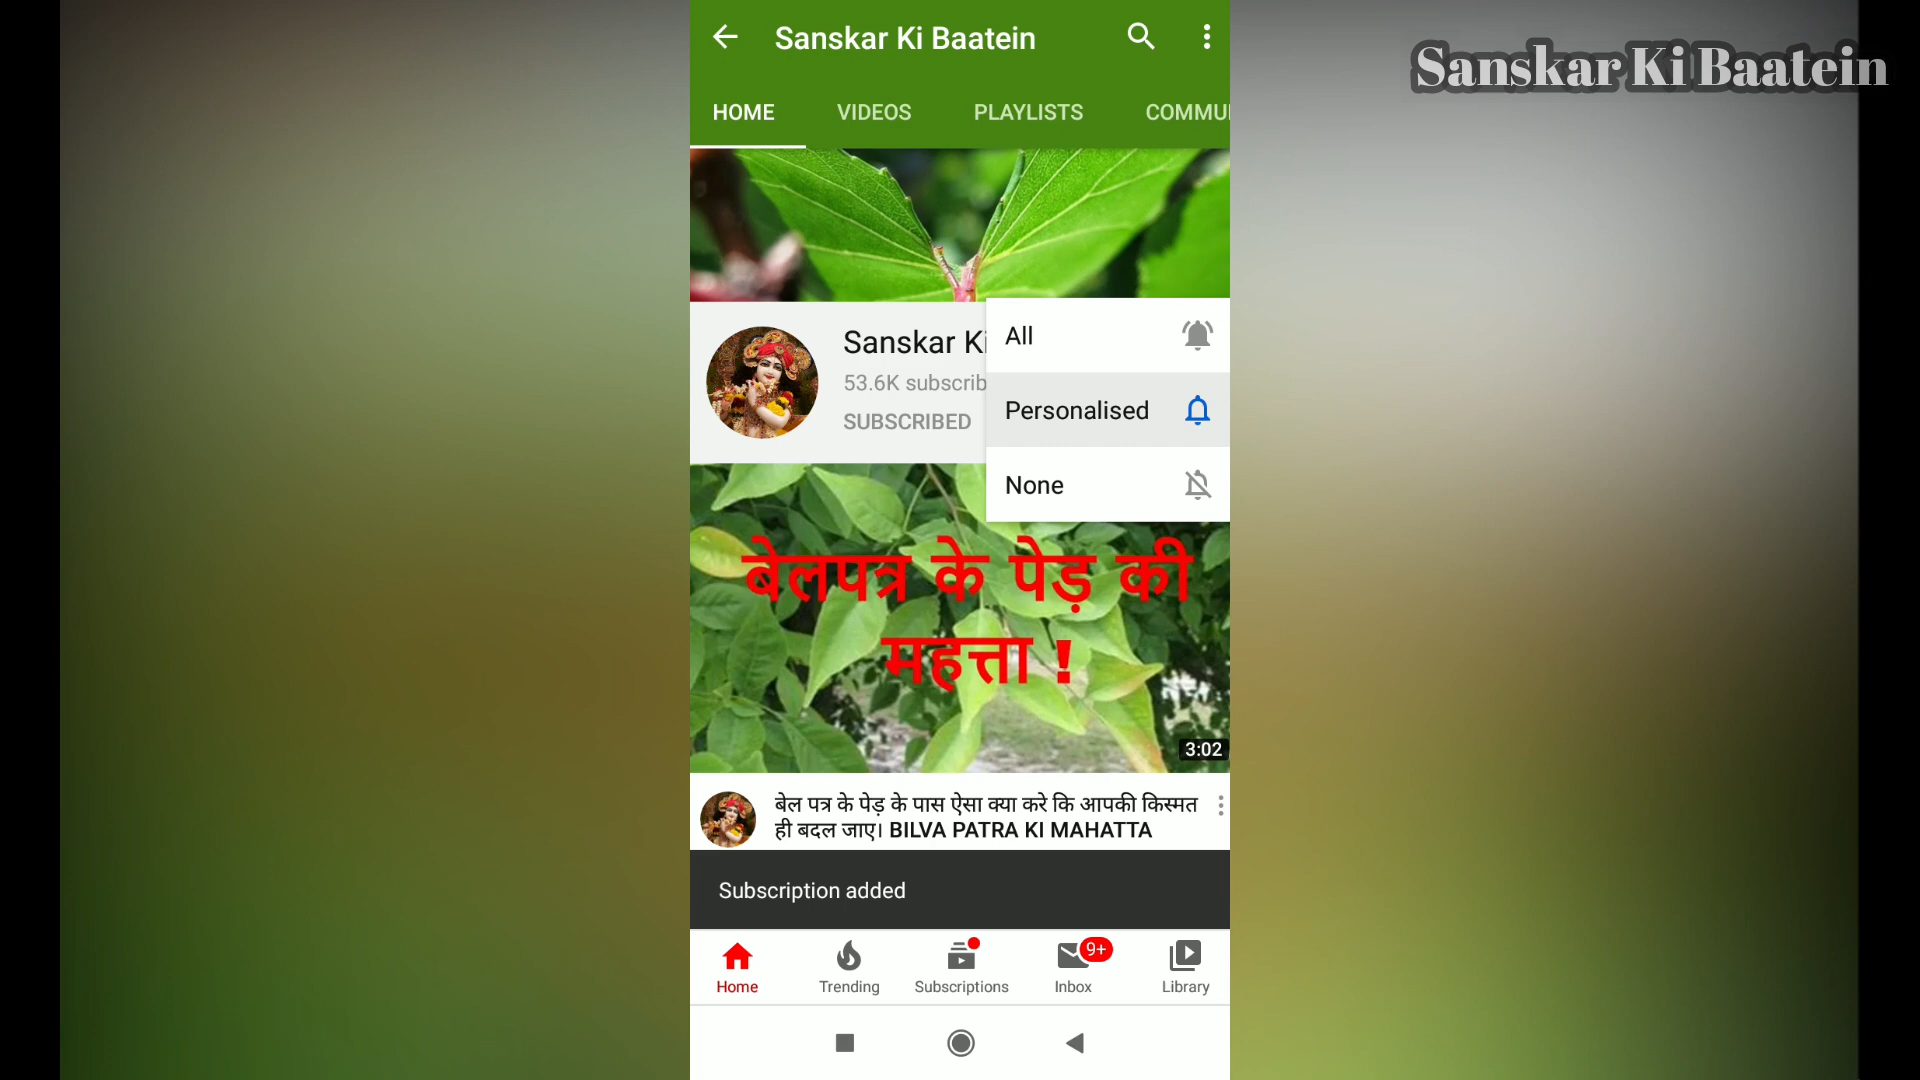 Sanskar Ki Baatein
Sanskar Ki Baatein
HOME VIDEOS PLAYLISTS COMMU
Sanskar Ki
53.6K subscrib
SUBSCRIBED
All
Personalised
None
बेलपत्र के पेड़ की
महत्ता !
3:02
बेल पत्र के पेड़ के पास ऐसा क्या करे कि आपकी किस्मत
ही बदल जाए। BILVA PATRA KI MAHATTA
Subscription added
9+
Home Trending Subscriptions Inbox Library